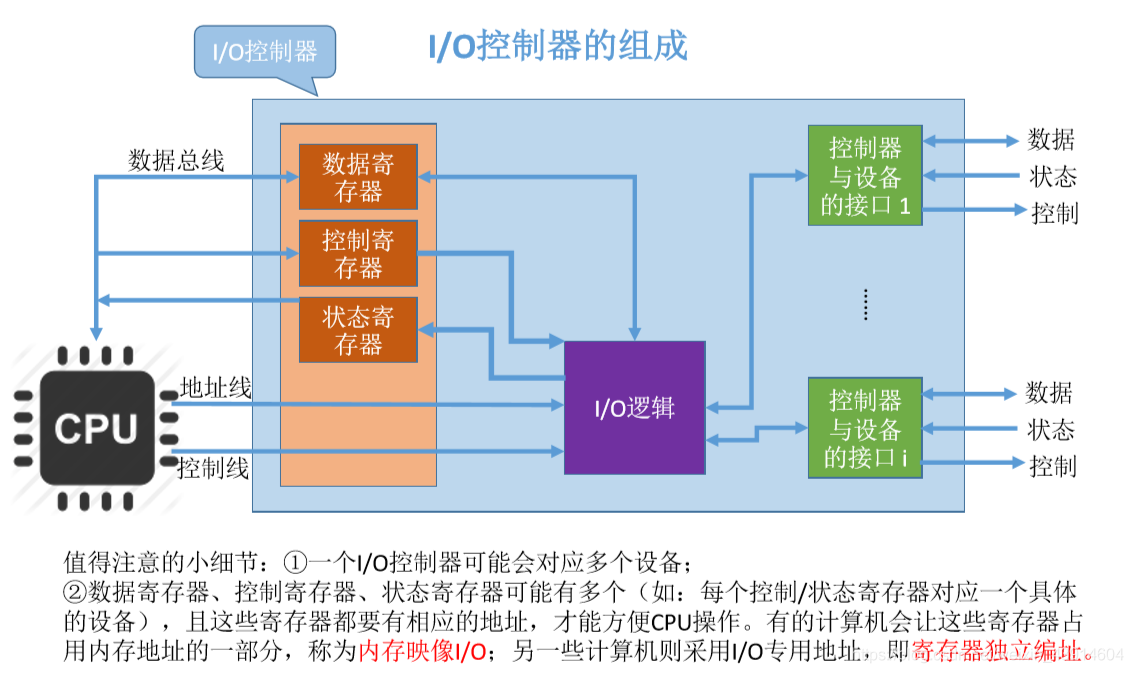 I/O控制器的组成
I/O控制器
数据总线
数据寄
存器
控制寄
存器
状态寄
存器
CPU
地址线
控制线
I/O逻辑
控制器
与设备
的接口 1
数据
状态
控制
......
控制器
与设备
的接口 i
数据
状态
控制
值得注意的小细节：①一个I/O控制器可能会对应多个设备；
②数据寄存器、控制寄存器、状态寄存器可能有多个（如：每个控制/状态寄存器对应一个具体
的设备），且这些寄存器都要有相应的地址，才能方便CPU操作。有的计算机会让这些寄存器占
用内存地址的一部分，称为内存映像I/O；另一些计算机则采用I/O专用地址，即寄存器独立编址。